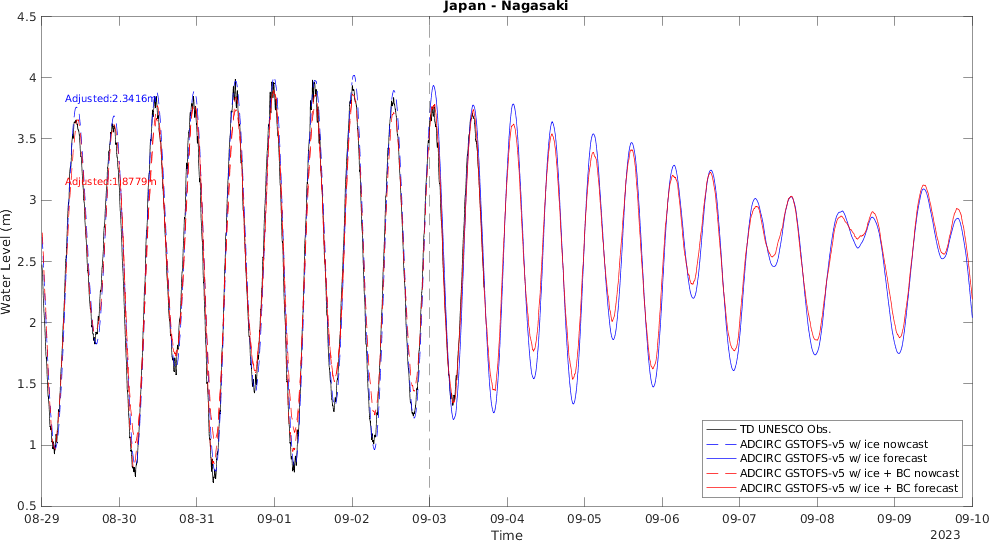 Japan - Nagasaki
4.5
4
3.5
3
2.5
2
1.5
1
0.5
Water Level (m)
Adjusted:2.3416m
Adjusted:1.8779m
TD UNESCO Obs.
ADCIRC GSTOFS-v5 w/ ice nowcast
ADCIRC GSTOFS-v5 w/ ice forecast
ADCIRC GSTOFS-v5 w/ ice + BC nowcast
ADCIRC GSTOFS-v5 w/ ice + BC forecast
08-29 08-30 08-31 09-01 09-02 09-03 09-04 09-05 09-06 09-07 09-08 09-09 09-10
Time
2023